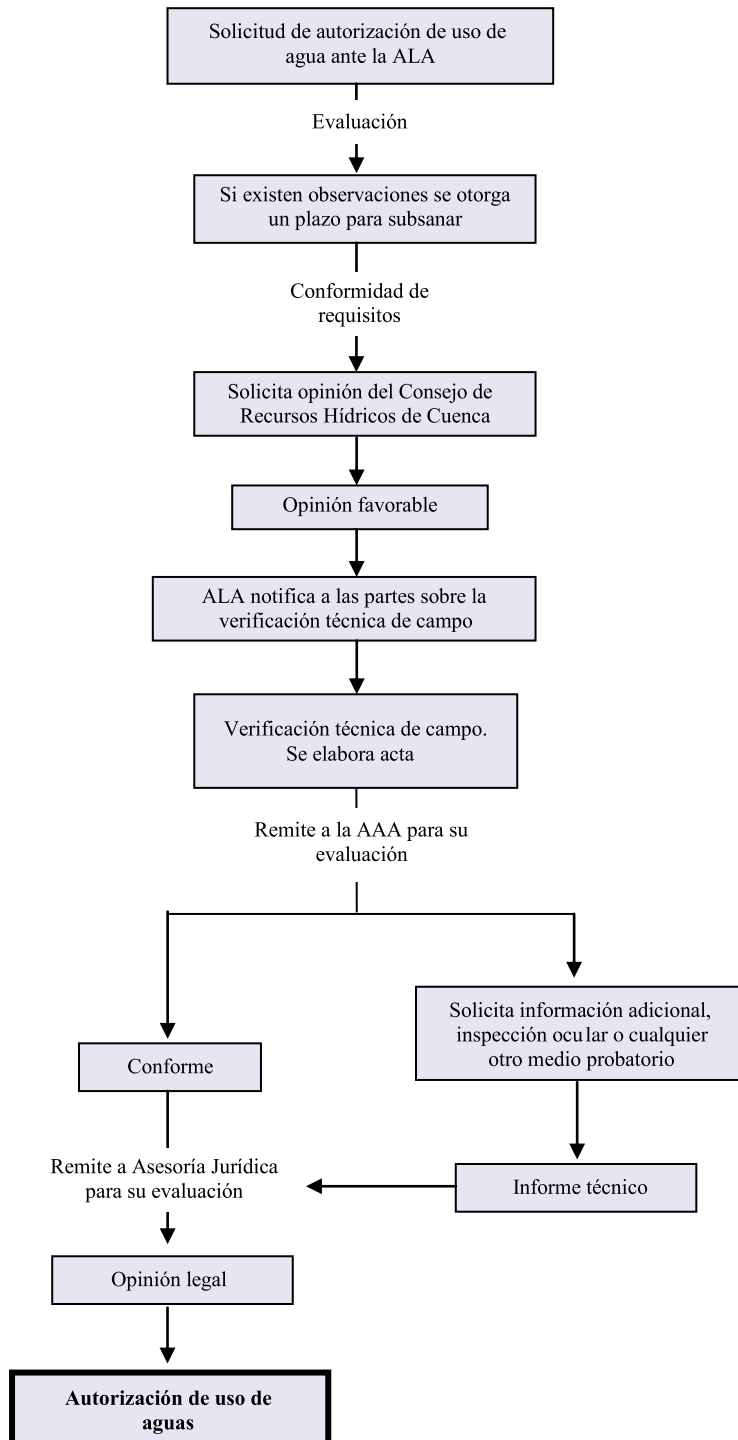 Solicitud de autorización de uso de
agua ante la ALA
Evaluación
Si existen observaciones se otorga
un plazo para subsanar
Conformidad de
requisitos
Solicita opinión del Consejo de
Recursos Hídricos de Cuenca
Opinión favorable
ALA notifica a las partes sobre la
verificación técnica de campo
Verificación técnica de campo.
Se elabora acta
Remite a la AAA para su
evaluación
Solicita información adicional,
inspección ocular o cualquier
otro medio probatorio
Conforme
Remite a Asesoría Jurídica
para su evaluación
Informe técnico
Opinión legal
Autorización de uso de
aguas